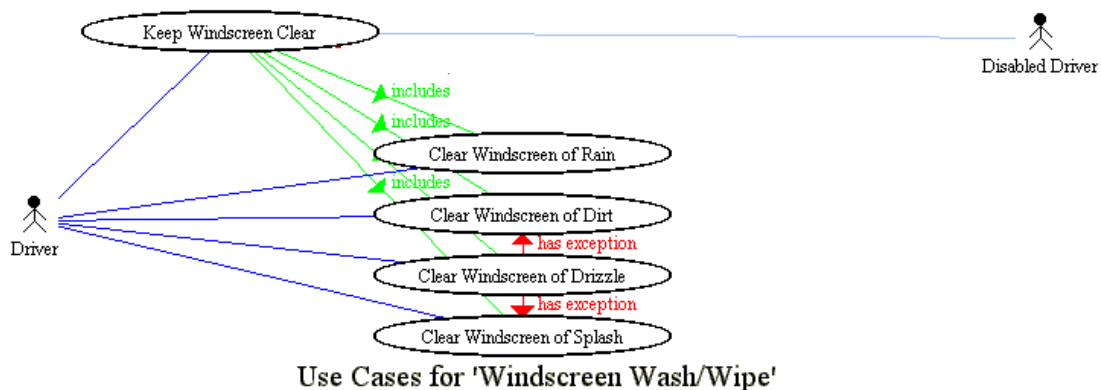 Keep Windscreen Clear
Disabled Driver
includes
includes
Clear Windscreen of Rain
includes
Clear Windscreen of Dirt
Driver
has exception
Clear Windscreen of Drizzle
has exception
Clear Windscreen of Splash
Use Cases for 'Windscreen Wash/Wipe'